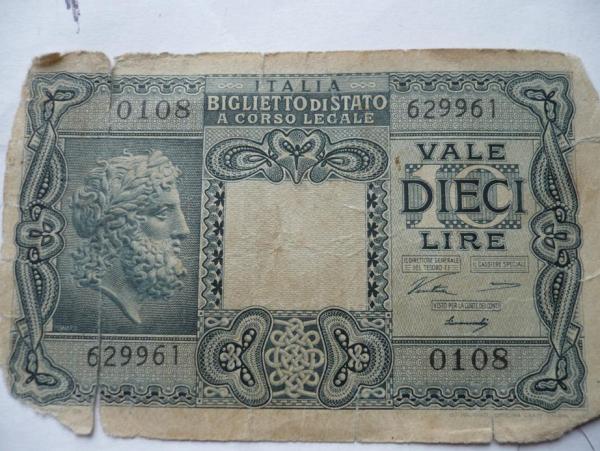 ITALIA
BIGLIETTO DI STATO
A CORSO LEGALE
0108
629961
VALE
10
DIECI
LIRE
IL DIRETTORE GENERALE
DEL TESORO
IL CASSIERE SPECIALE
VISTO PER LA CORTE DEI CONTI
629961
0108